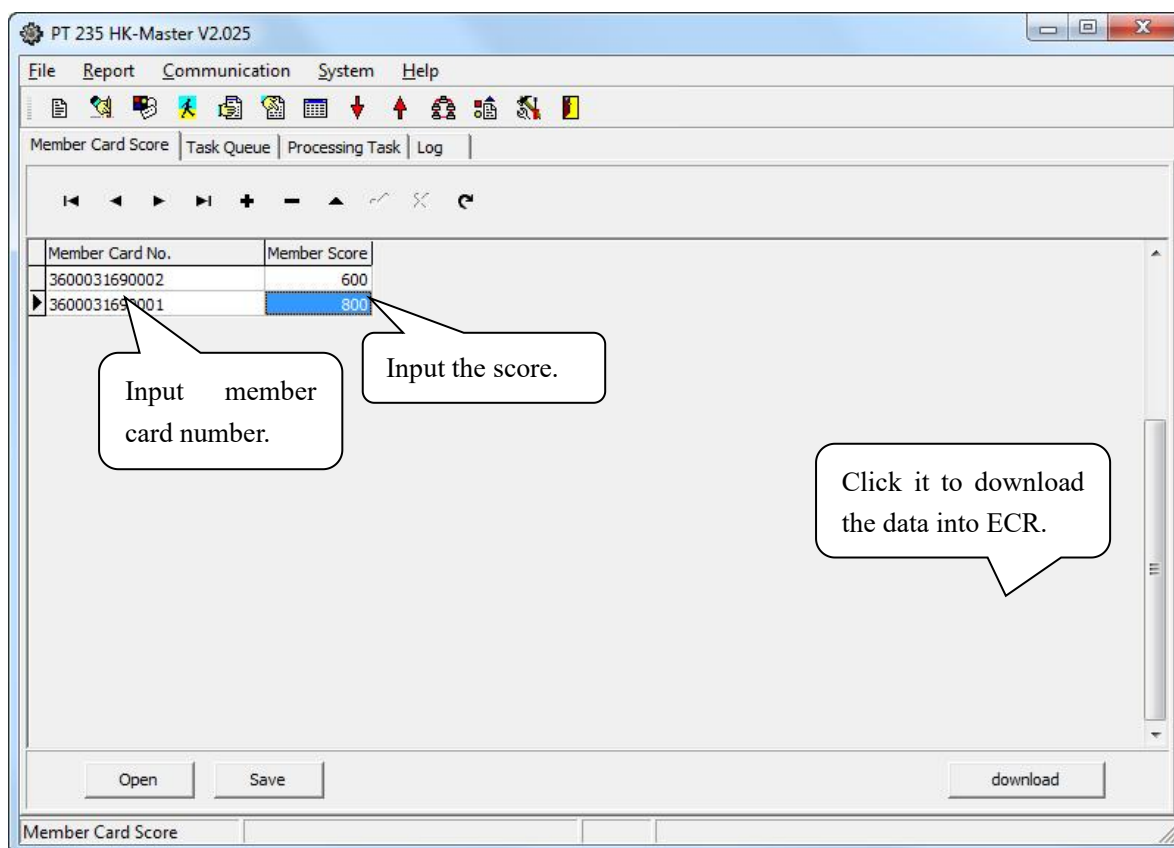 PT 235 HK-Master V2.025
File Report Communication System Help
Member Card Score Task Queue Processing Task Log
Member Card No. Member Score
3600031690002 600
3600031690001 800
Input member
card number.
Input the score.
Click it to download
the data into ECR.
Open Save download
Member Card Score